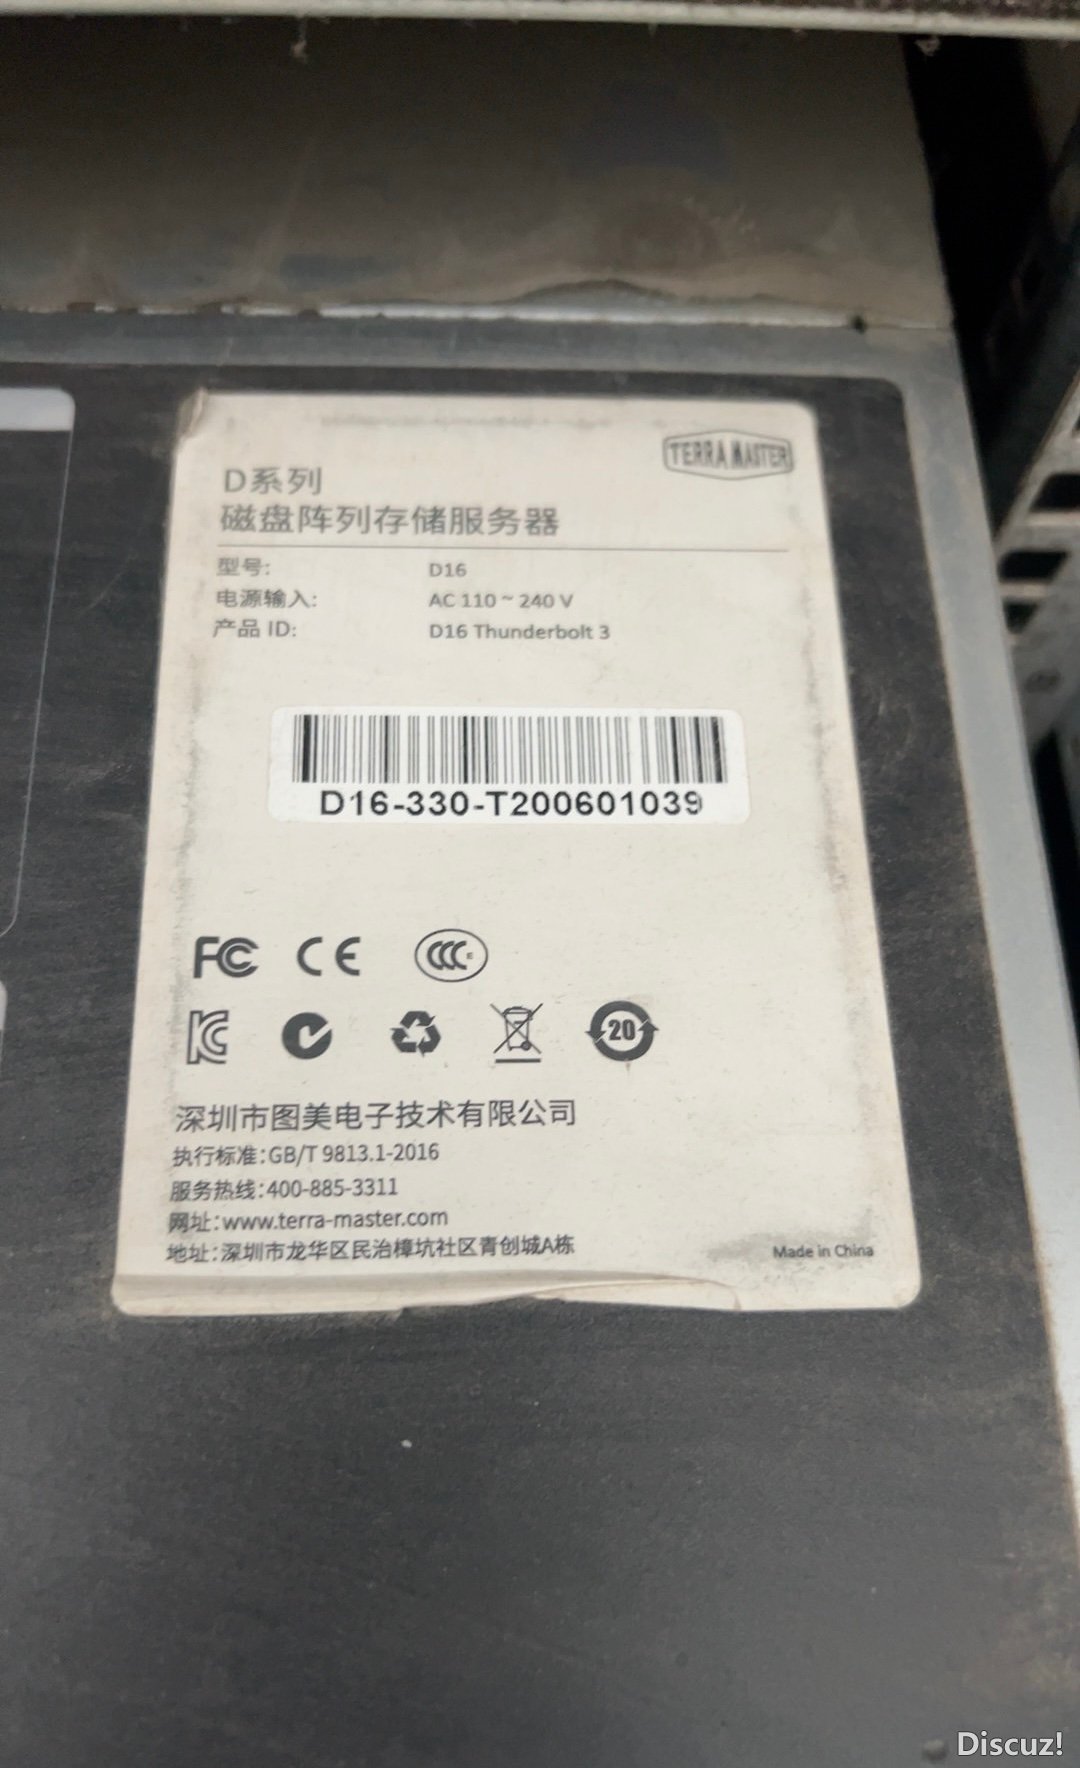 TERRA MASTER
D系列
磁盘阵列存储服务器
型号: D16
电源输入: AC 110 ~ 240 V
产品 ID: D16 Thunderbolt 3
D16-330-T200601039
FC CE CCC E
KC 20
深圳市图美电子技术有限公司
执行标准:GB/T 9813.1-2016
服务热线:400-885-3311
网址:www.terra-master.com
地址:深圳市龙华区民治樟坑社区青创城A栋
Made in China
Discuz!